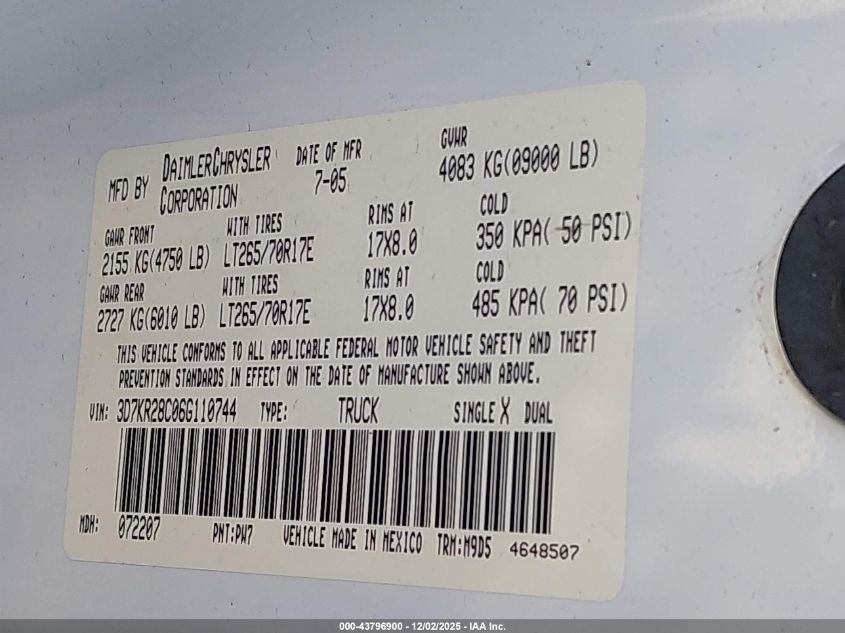 MFD BY DAIMLERCHRYSLER CORPORATION
DATE OF MFR 7-05
GVWR 4083 KG(09000 LB)
GAWR FRONT WITH TIRES RIMS AT COLD
2155 KG(4750 LB) LT265/70R17E 17X8.0 350 KPA( 50 PSI)
GAWR REAR WITH TIRES RIMS AT COLD
2727 KG(6010 LB) LT265/70R17E 17X8.0 485 KPA( 70 PSI)
THIS VEHICLE CONFORMS TO ALL APPLICABLE FEDERAL MOTOR VEHICLE SAFETY AND THEFT
PREVENTION STANDARDS IN EFFECT ON THE DATE OF MANUFACTURE SHOWN ABOVE.
VIN: 3D7KR28C06G110744 TYPE: TRUCK SINGLE X DUAL
MDH: 072207 PNT:PW7 VEHICLE MADE IN MEXICO TRM:M9D5 4648507
000-43796900 - 12/02/2025 - IAA Inc.